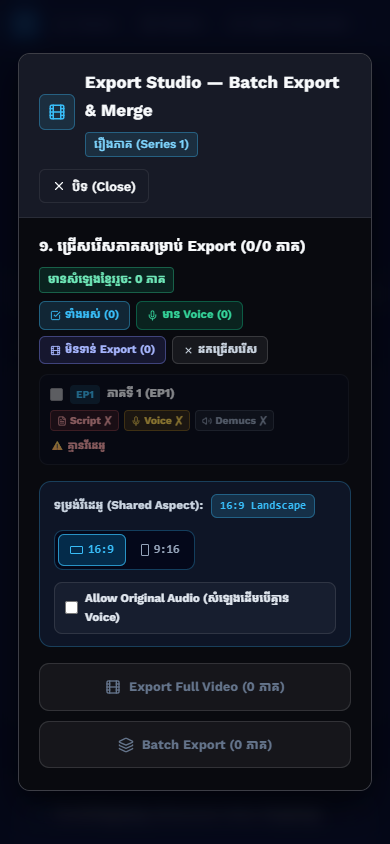 Export Studio — Batch Export
& Merge
រឿងភាគ (Series 1)
✕ បិទ (Close)
១. ជ្រើសរើសភាគសម្រាប់ Export (0/0 ភាគ)
មានសំឡេងខ្មែររួច: 0 ភាគ
ទាំងអស់ (0)
មាន Voice (0)
មិនទាន់ Export (0)
✕ ដកជ្រើសរើស
EP1 ភាគទី 1 (EP1)
Script ✗
Voice ✗
Demucs ✗
⚠ គ្មានវីដេអូ
ទម្រង់វីដេអូ (Shared Aspect): 16:9 Landscape
16:9
9:16
Allow Original Audio (សំឡេងដើមបើគ្មាន
Voice)
Export Full Video (0 ភាគ)
Batch Export (0 ភាគ)